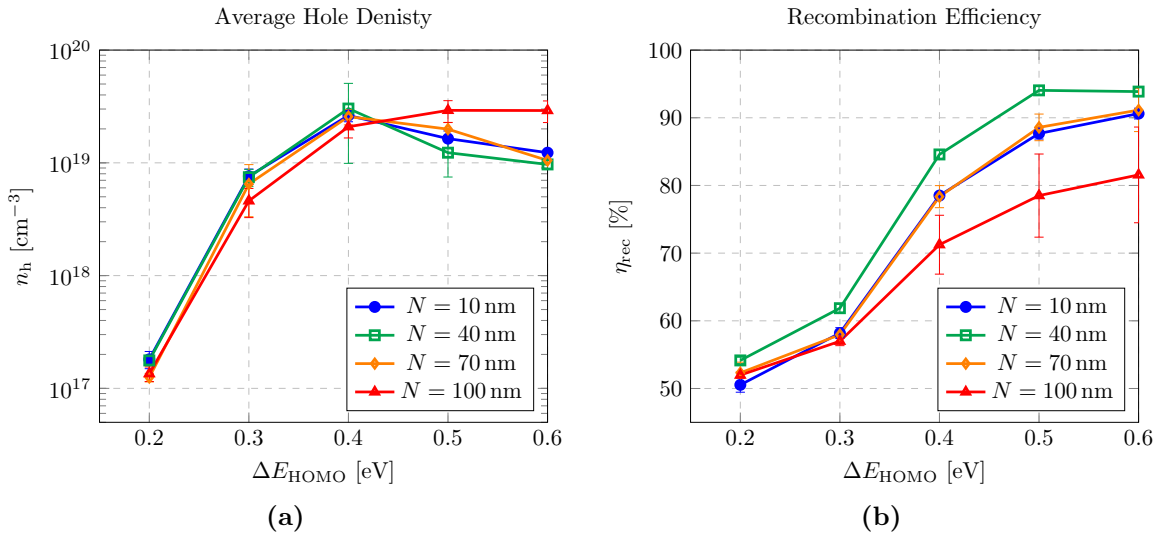 Average Hole Denisty
10^20
10^19
10^18
10^17
n_h [cm^−3]
0.2 0.3 0.4 0.5 0.6
ΔE_HOMO [eV]
N = 10 nm
N = 40 nm
N = 70 nm
N = 100 nm
(a)
Recombination Efficiency
100
90
80
70
60
50
η_rec [%]
0.2 0.3 0.4 0.5 0.6
ΔE_HOMO [eV]
N = 10 nm
N = 40 nm
N = 70 nm
N = 100 nm
(b)